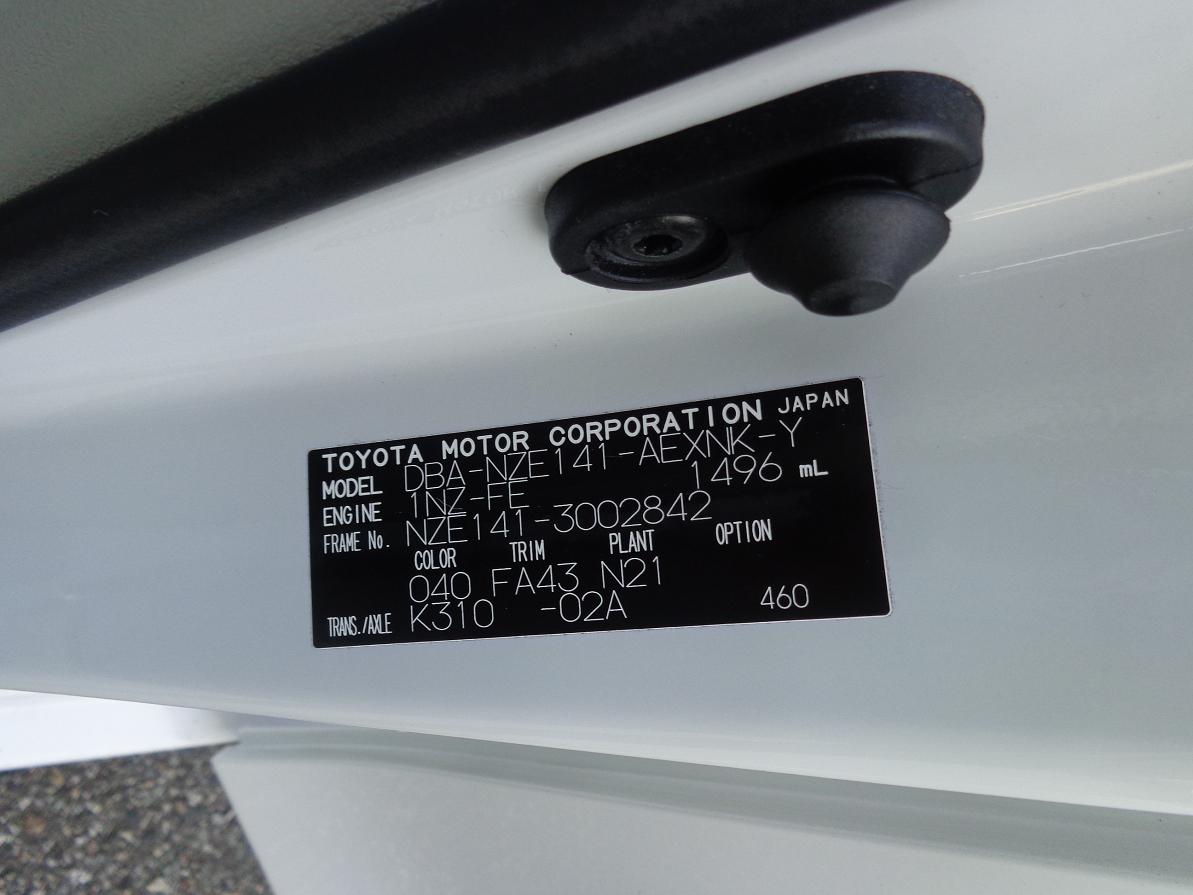 TOYOTA MOTOR CORPORATION JAPAN
MODEL DBA-NZE141-AEXNK-Y
ENGINE 1NZ-FE 1496 mL
FRAME No. NZE141-3002842
COLOR TRIM PLANT OPTION
040 FA43 N21
TRANS./AXLE K310 -02A 460